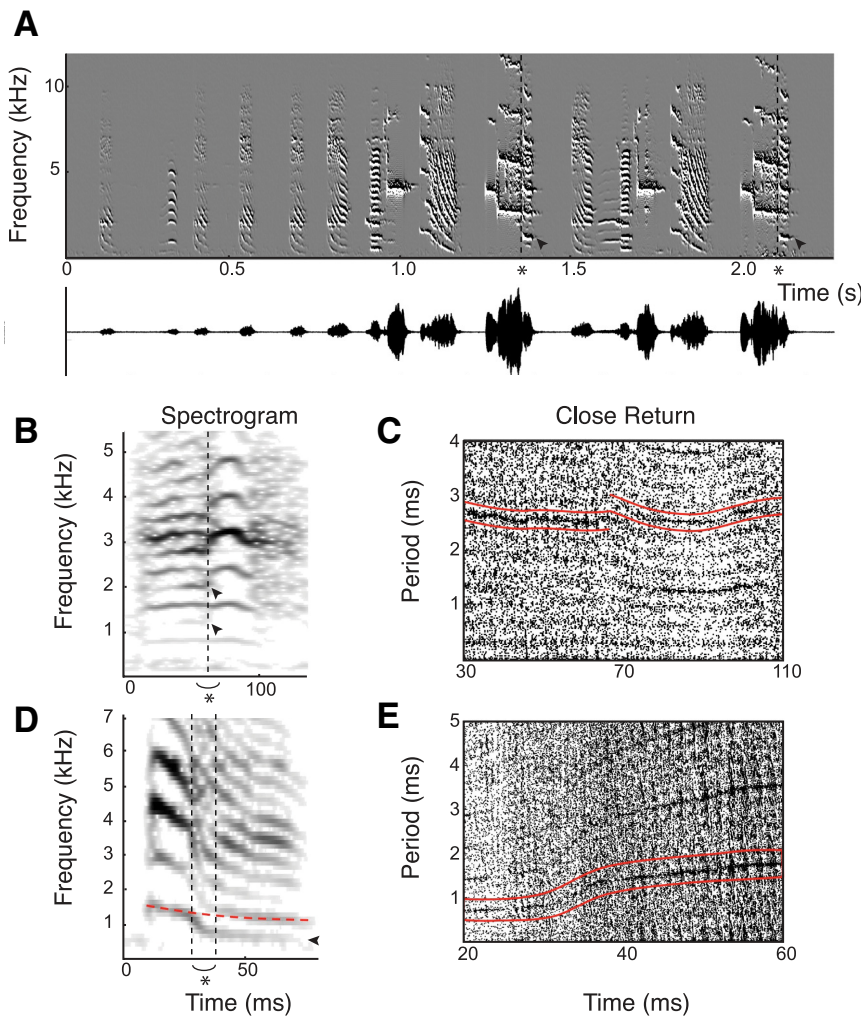 A
Frequency (kHz)
10
5
0 0.5 1.0 1.5 2.0
* *
Time (s)
Spectrogram
B
Frequency (kHz)
5
4
3
2
1
0 100
*
Close Return
C
Period (ms)
4
3
2
1
30 70 110
D
Frequency (kHz)
7
6
5
4
3
2
1
0 50
*
Time (ms)
E
Period (ms)
5
4
3
2
1
20 40 60
Time (ms)